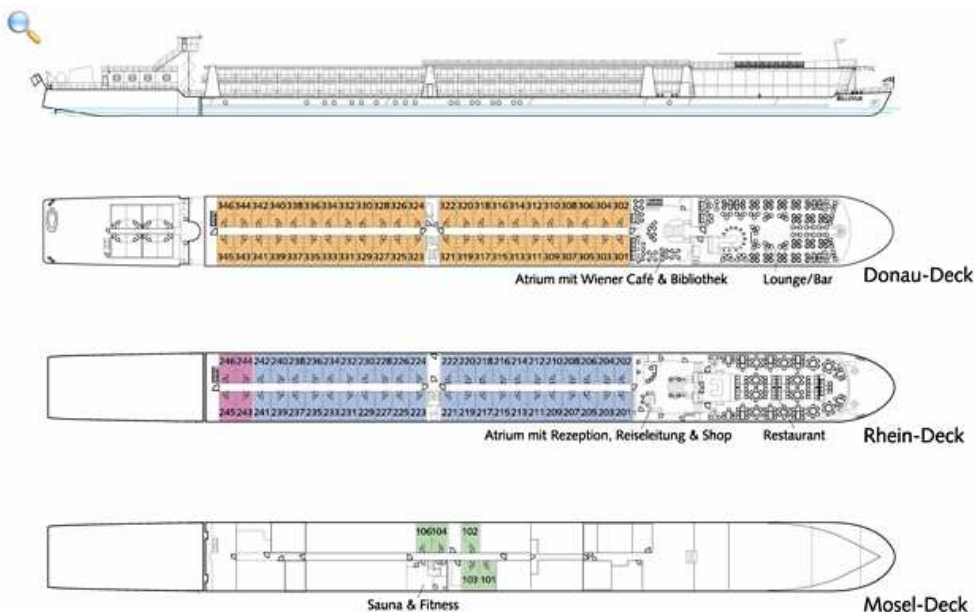 BELLEVUE
346 344 342 340 338 336 334 332 330 328 326 324 322 320 318 316 314 312 310 308 306 304 302
345 343 341 339 337 335 333 331 329 327 325 323 321 319 317 315 313 311 309 307 305 303 301
Atrium mit Wiener Café & Bibliothek Lounge/Bar
Donau-Deck
246 244 242 240 238 236 234 232 230 228 226 224 222 220 218 216 214 212 210 208 206 204 202
245 243 241 239 237 235 233 231 229 227 225 223 221 219 217 215 213 211 209 207 205 203 201
Atrium mit Rezeption, Reiseleitung & Shop Restaurant
Rhein-Deck
106 104 102
103 101
Sauna & Fitness
Mosel-Deck